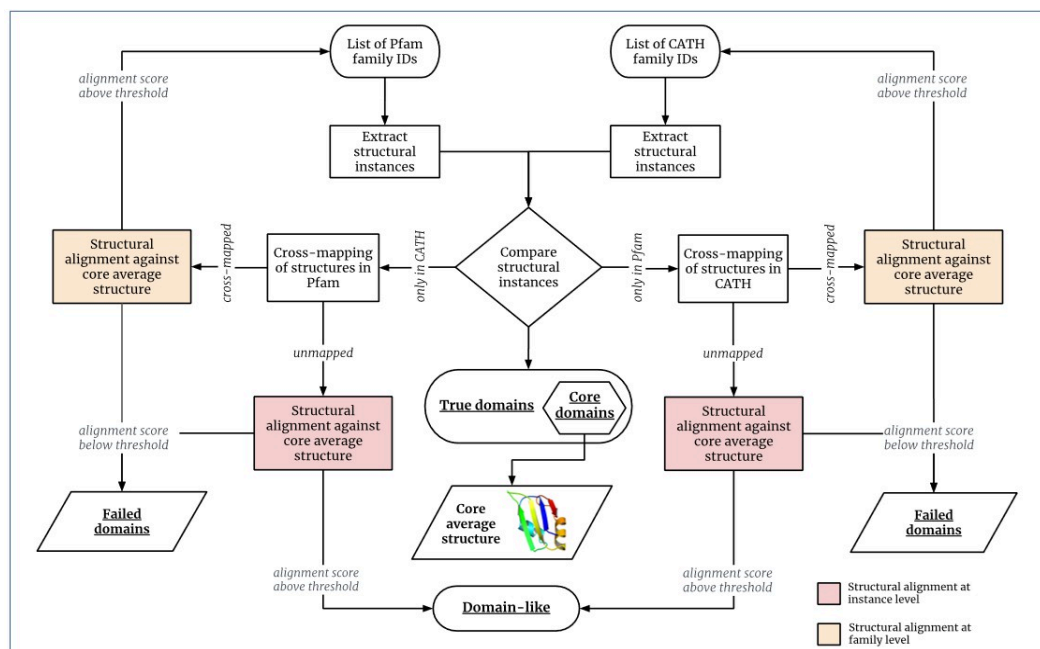 List of Pfam
family IDs
List of CATH
family IDs
alignment score
above threshold
alignment score
above threshold
Extract
structural
instances
Extract
structural
instances
Structural
alignment against
core average
structure
cross-mapped
Cross-mapping
of structures in
Pfam
only in CATH
Compare
structural
instances
only in Pfam
Cross-mapping
of structures in
CATH
cross-mapped
Structural
alignment against
core average
structure
unmapped
unmapped
True domains
Core
domains
Structural
alignment against
core average
structure
Structural
alignment against
core average
structure
alignment score
below threshold
alignment score
below threshold
Failed
domains
Core
average
structure
Failed
domains
alignment score
above threshold
alignment score
above threshold
Domain-like
Structural alignment at
instance level
Structural alignment at
family level